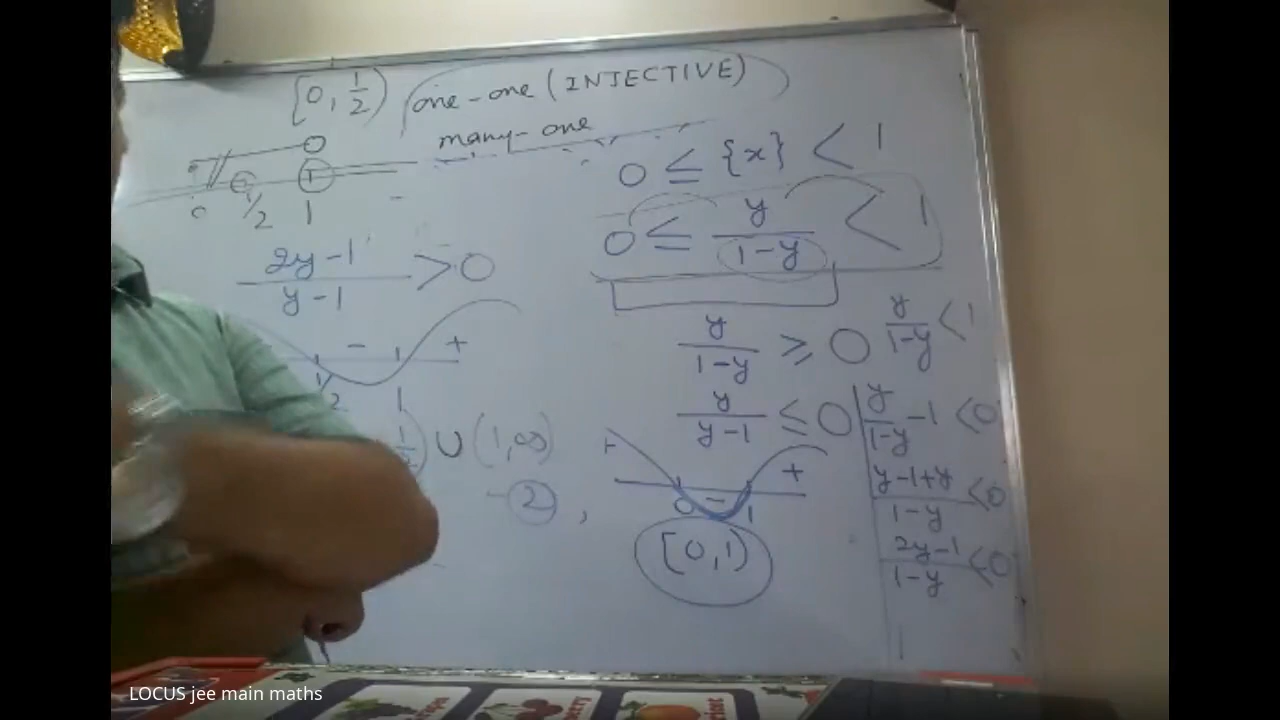 [0, 1/2) one-one (INJECTIVE)
many-one
0 1/2 1
2y-1/y-1 > 0
- +
1/2 1
1/2) ∪ (1, ∞)
-②,
0 ≤ {x} < 1
0 ≤ y/1-y < 1
y/1-y ≥ 0
y/y-1 ≤ 0
+ - +
0 1
[0,1)
y/1-y < 1
y/1-y - 1 < 0
y-1+y/1-y < 0
2y-1/1-y < 0
LOCUS jee main maths